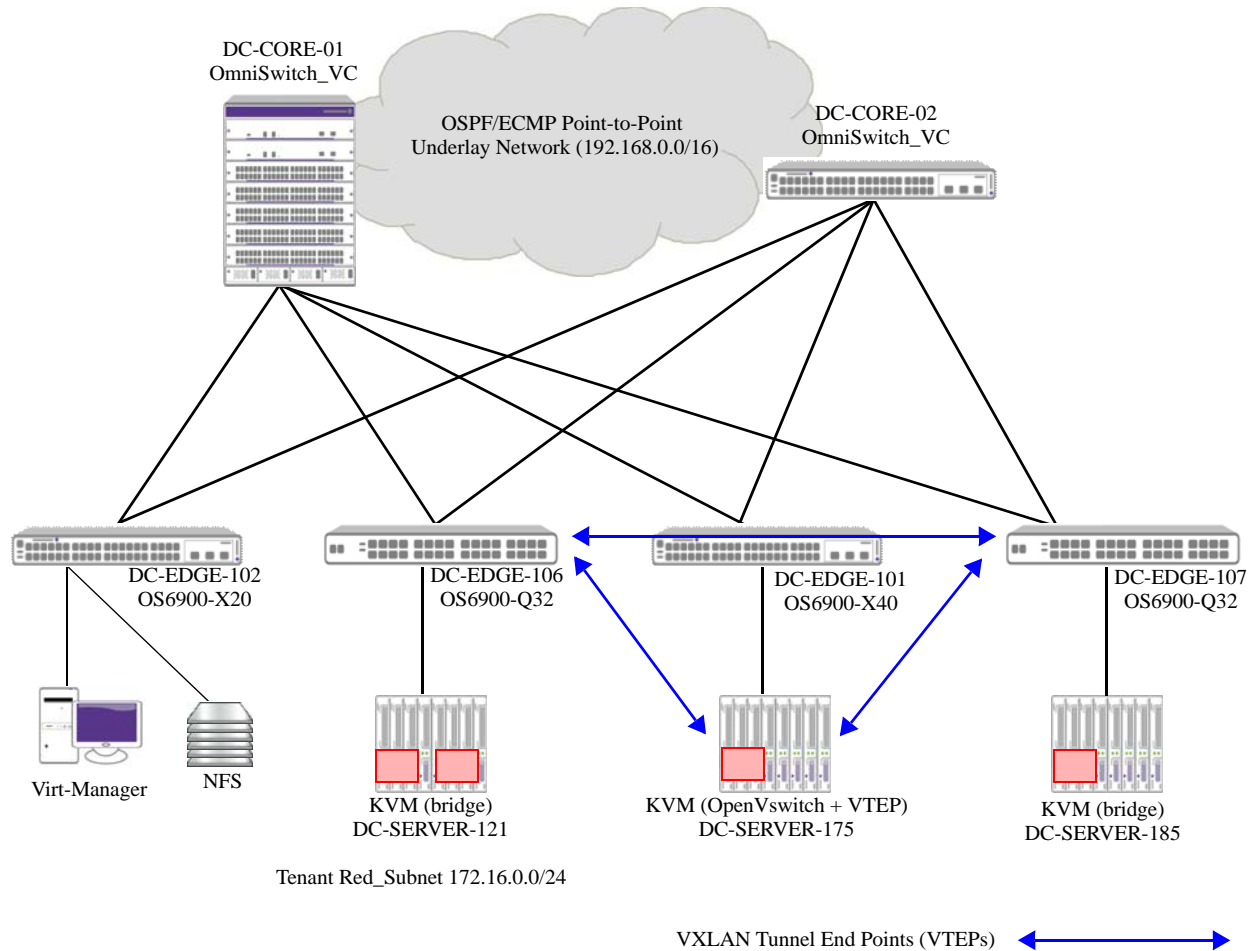 DC-CORE-01
OmniSwitch_VC
OSPF/ECMP Point-to-Point
Underlay Network (192.168.0.0/16)
DC-CORE-02
OmniSwitch_VC
DC-EDGE-102
OS6900-X20
DC-EDGE-106
OS6900-Q32
DC-EDGE-101
OS6900-X40
DC-EDGE-107
OS6900-Q32
Virt-Manager
NFS
KVM (bridge)
DC-SERVER-121
KVM (OpenVswitch + VTEP)
DC-SERVER-175
KVM (bridge)
DC-SERVER-185
Tenant Red_Subnet 172.16.0.0/24
VXLAN Tunnel End Points (VTEPs)